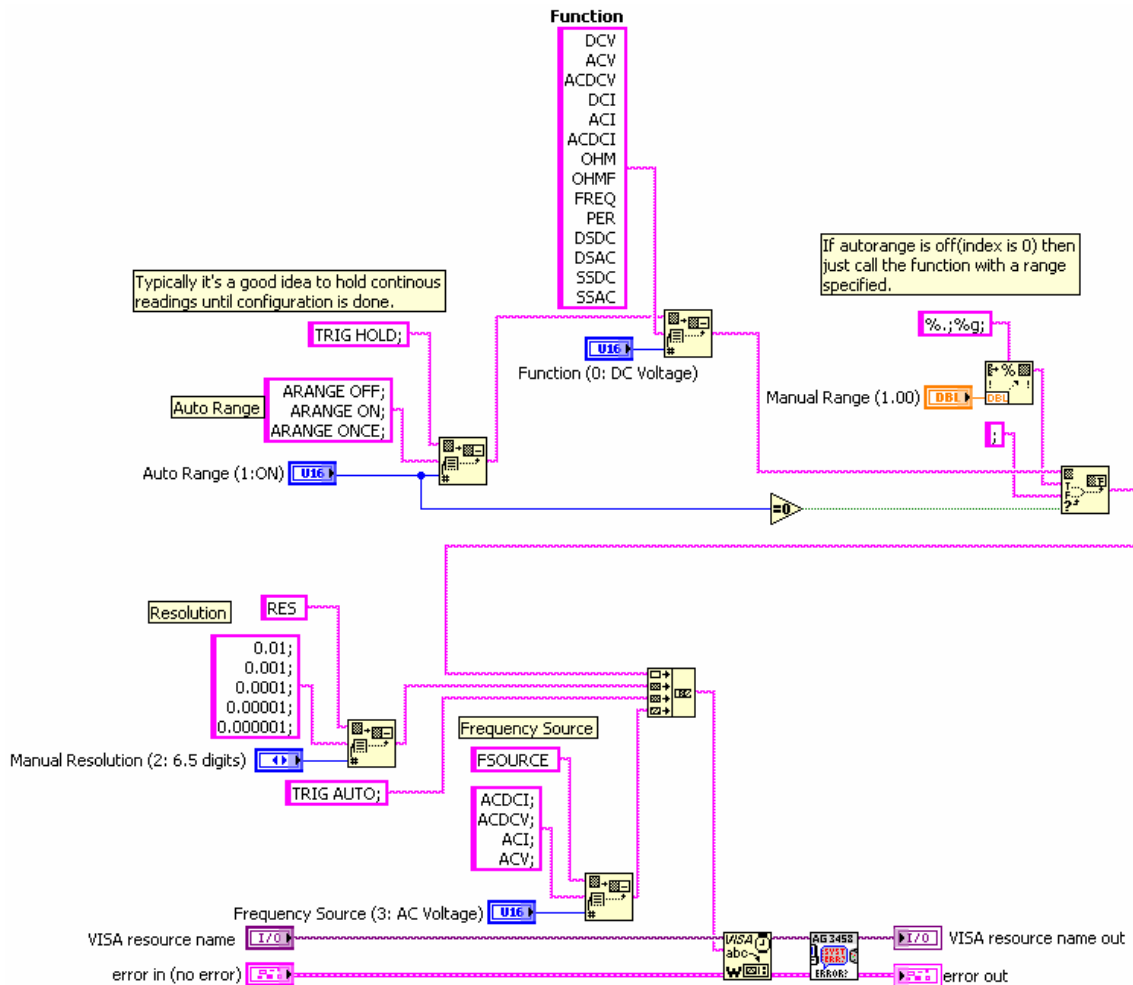 Function
DCV
ACV
ACDCV
DCI
ACI
ACDCI
OHM
OHMF
FREQ
PER
DSDC
DSAC
SSDC
SSAC
If autorange is off(index is 0) then
just call the function with a range
specified.
Typically it's a good idea to hold continous
readings until configuration is done.
TRIG HOLD;
%.;%g;
U16
Function (0: DC Voltage)
Manual Range (1.00)
DBL
DBL
Auto Range
ARANGE OFF;
ARANGE ON;
ARANGE ONCE;
;
Auto Range (1:ON)
U16
=0
T
F
?
Resolution
RES
0.01;
0.001;
0.0001;
0.00001;
0.000001;
Manual Resolution (2: 6.5 digits)
TRIG AUTO;
Frequency Source
FSOURCE
ACDCI;
ACDCV;
ACI;
ACV;
Frequency Source (3: AC Voltage)
U16
VISA resource name
I/O
VISA
abc
W
AG 3458
SYST
ERR?
ERROR?
I/O
VISA resource name out
error in (no error)
error out